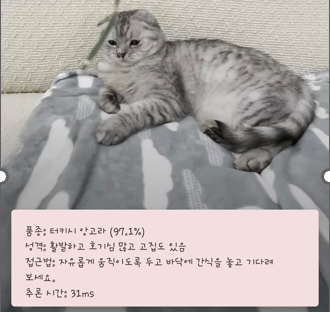 품종: 터키시 앙고라 (97.1%)
성격: 활발하고 호기심 많고 고집도 있음
접근법: 자유롭게 움직이도록 두고 바닥에 간식을 놓고 기다려
보세요.
추론 시간: 31ms